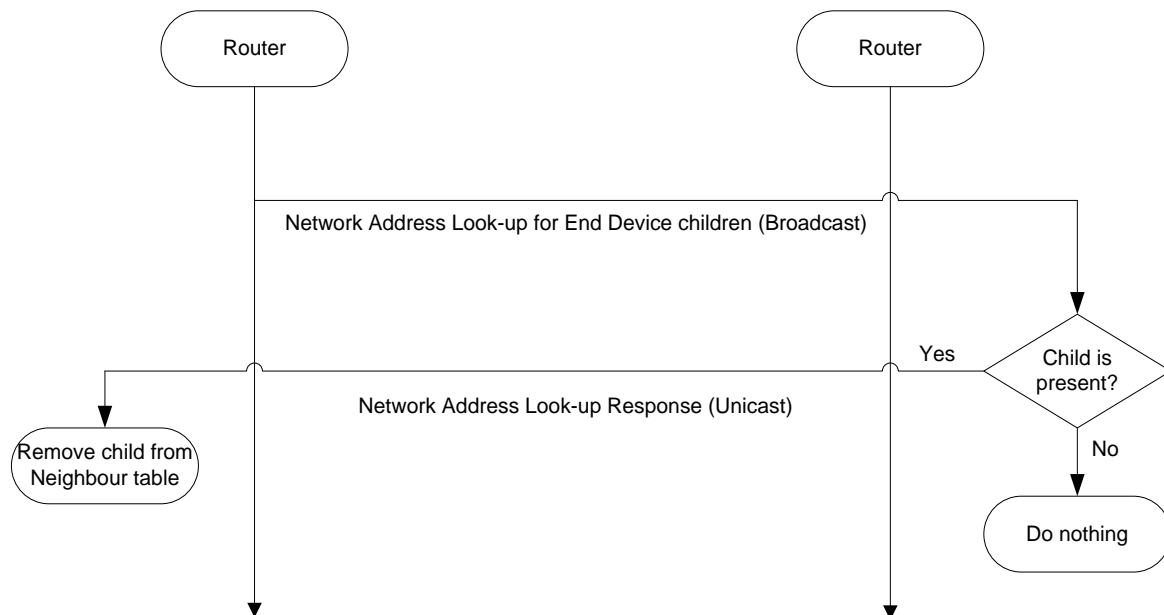 Router
Router
Network Address Look-up for End Device children (Broadcast)
Yes
Child is
present?
Network Address Look-up Response (Unicast)
Remove child from
Neighbour table
No
Do nothing